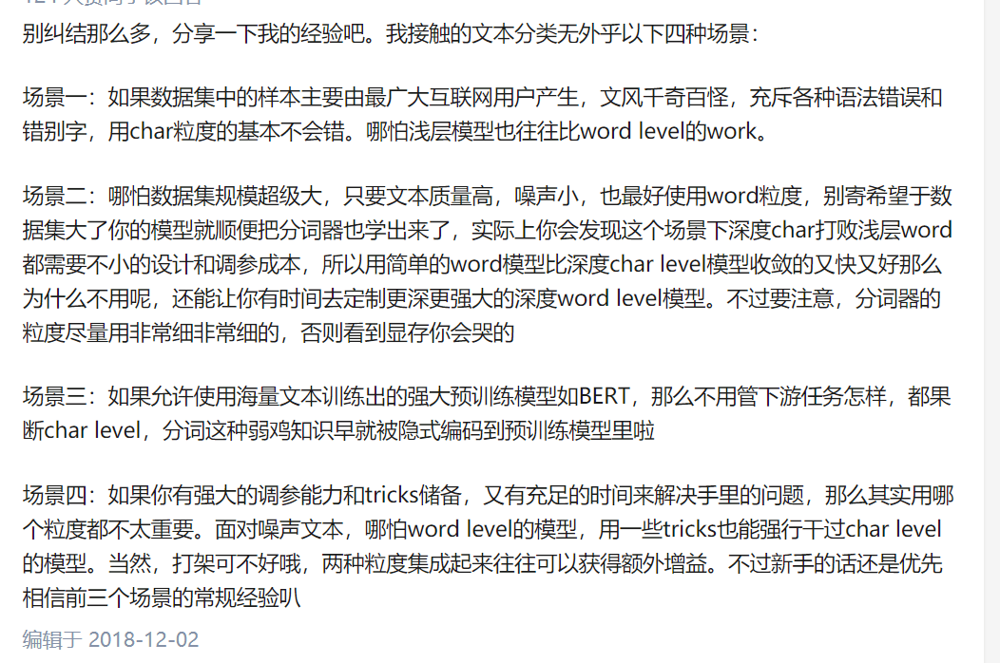 别纠结那么多，分享一下我的经验吧。我接触的文本分类无外乎以下四种场景：
场景一：如果数据集中的样本主要由最广大互联网用户产生，文风千奇百怪，充斥各种语法错误和
错别字，用char粒度的基本不会错。哪怕浅层模型也往往比word level的work。
场景二：哪怕数据集规模超级大，只要文本质量高，噪声小，也最好使用word粒度，别寄希望于数
据集大了你的模型就顺便把分词器也学出来了，实际上你会发现这个场景下深度char打败浅层word
都需要不小的设计和调参成本，所以用简单的word模型比深度char level模型收敛的又快又好那么
为什么不用呢，还能让你有时间去定制更深更强大的深度word level模型。不过要注意，分词器的
粒度尽量用非常细非常细的，否则看到显存你会哭的
场景三：如果允许使用海量文本训练出的强大预训练模型如BERT，那么不用管下游任务怎样，都果
断char level，分词这种弱鸡知识早就被隐式编码到预训练模型里啦
场景四：如果你有强大的调参能力和tricks储备，又有充足的时间来解决手里的问题，那么其实用哪
个粒度都不太重要。面对噪声文本，哪怕word level的模型，用一些tricks也能强行干过char level
的模型。当然，打架可不好哦，两种粒度集成起来往往可以获得额外增益。不过新手的话还是优先
相信前三个场景的常规经验叭
编辑于 2018-12-02